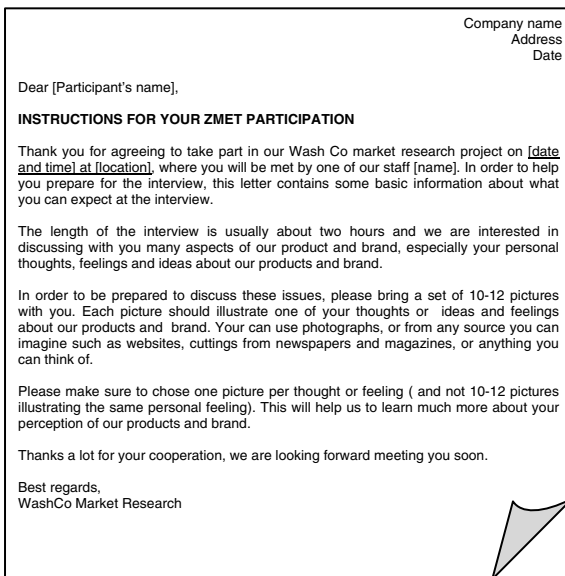 Company name
Address
Date
Dear [Participant's name],
INSTRUCTIONS FOR YOUR ZMET PARTICIPATION
Thank you for agreeing to take part in our Wash Co market research project on [date
and time] at [location], where you will be met by one of our staff [name]. In order to help
you prepare for the interview, this letter contains some basic information about what
you can expect at the interview.
The length of the interview is usually about two hours and we are interested in
discussing with you many aspects of our product and brand, especially your personal
thoughts, feelings and ideas about our products and brand.
In order to be prepared to discuss these issues, please bring a set of 10-12 pictures
with you. Each picture should illustrate one of your thoughts or ideas and feelings
about our products and brand. Your can use photographs, or from any source you can
imagine such as websites, cuttings from newspapers and magazines, or anything you
can think of.
Please make sure to chose one picture per thought or feeling ( and not 10-12 pictures
illustrating the same personal feeling). This will help us to learn much more about your
perception of our products and brand.
Thanks a lot for your cooperation, we are looking forward meeting you soon.
Best regards,
WashCo Market Research